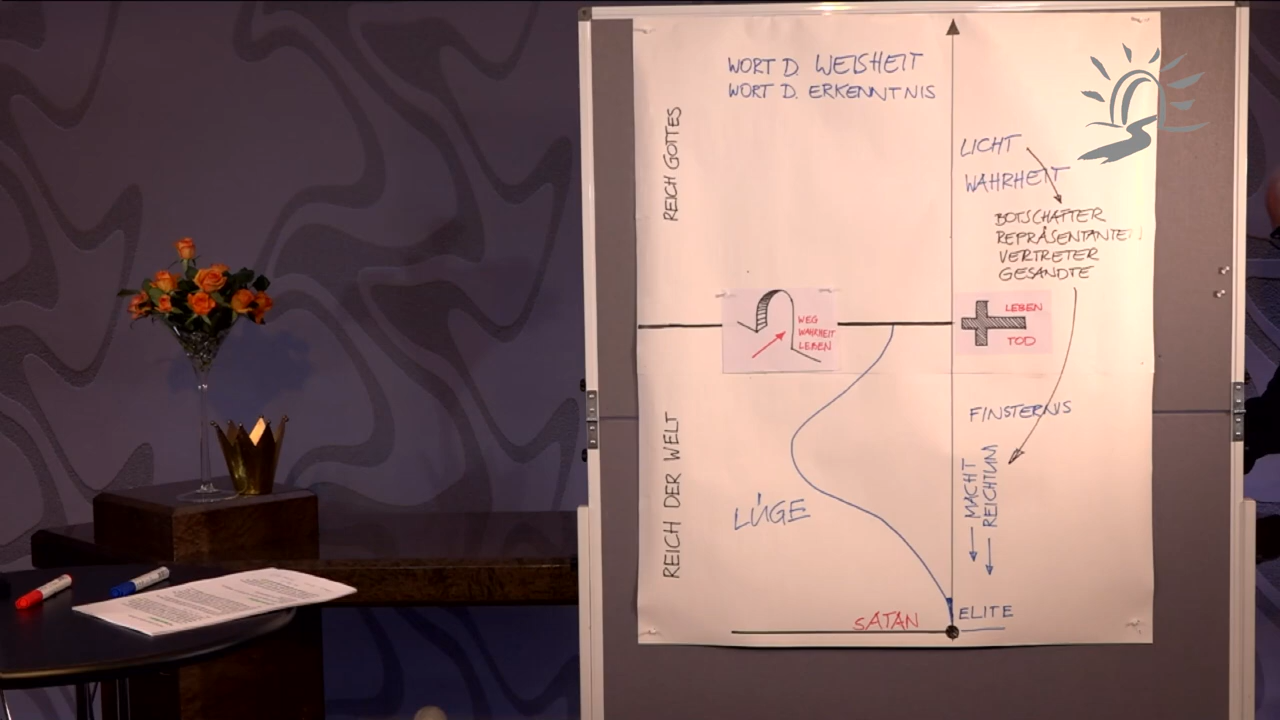 WORT D. WEISHEIT
WORT D. ERKENNTNIS
REICH GOTTES
LICHT
WAHRHEIT
BOTSCHAFTER
REPRÄSENTANTEN
VERTRETER
GESANDTE
WEG
WAHRHEIT
LEBEN
LEBEN
TOD
REICH DER WELT
FINSTERNIS
MACHT
REICHTUM
LÜGE
SATAN
ELITE